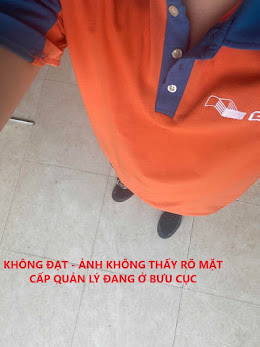 KHÔNG ĐẠT - ẢNH KHÔNG THẤY RÕ MẶT
CẤP QUẢN LÝ ĐANG Ở BƯU CỤC